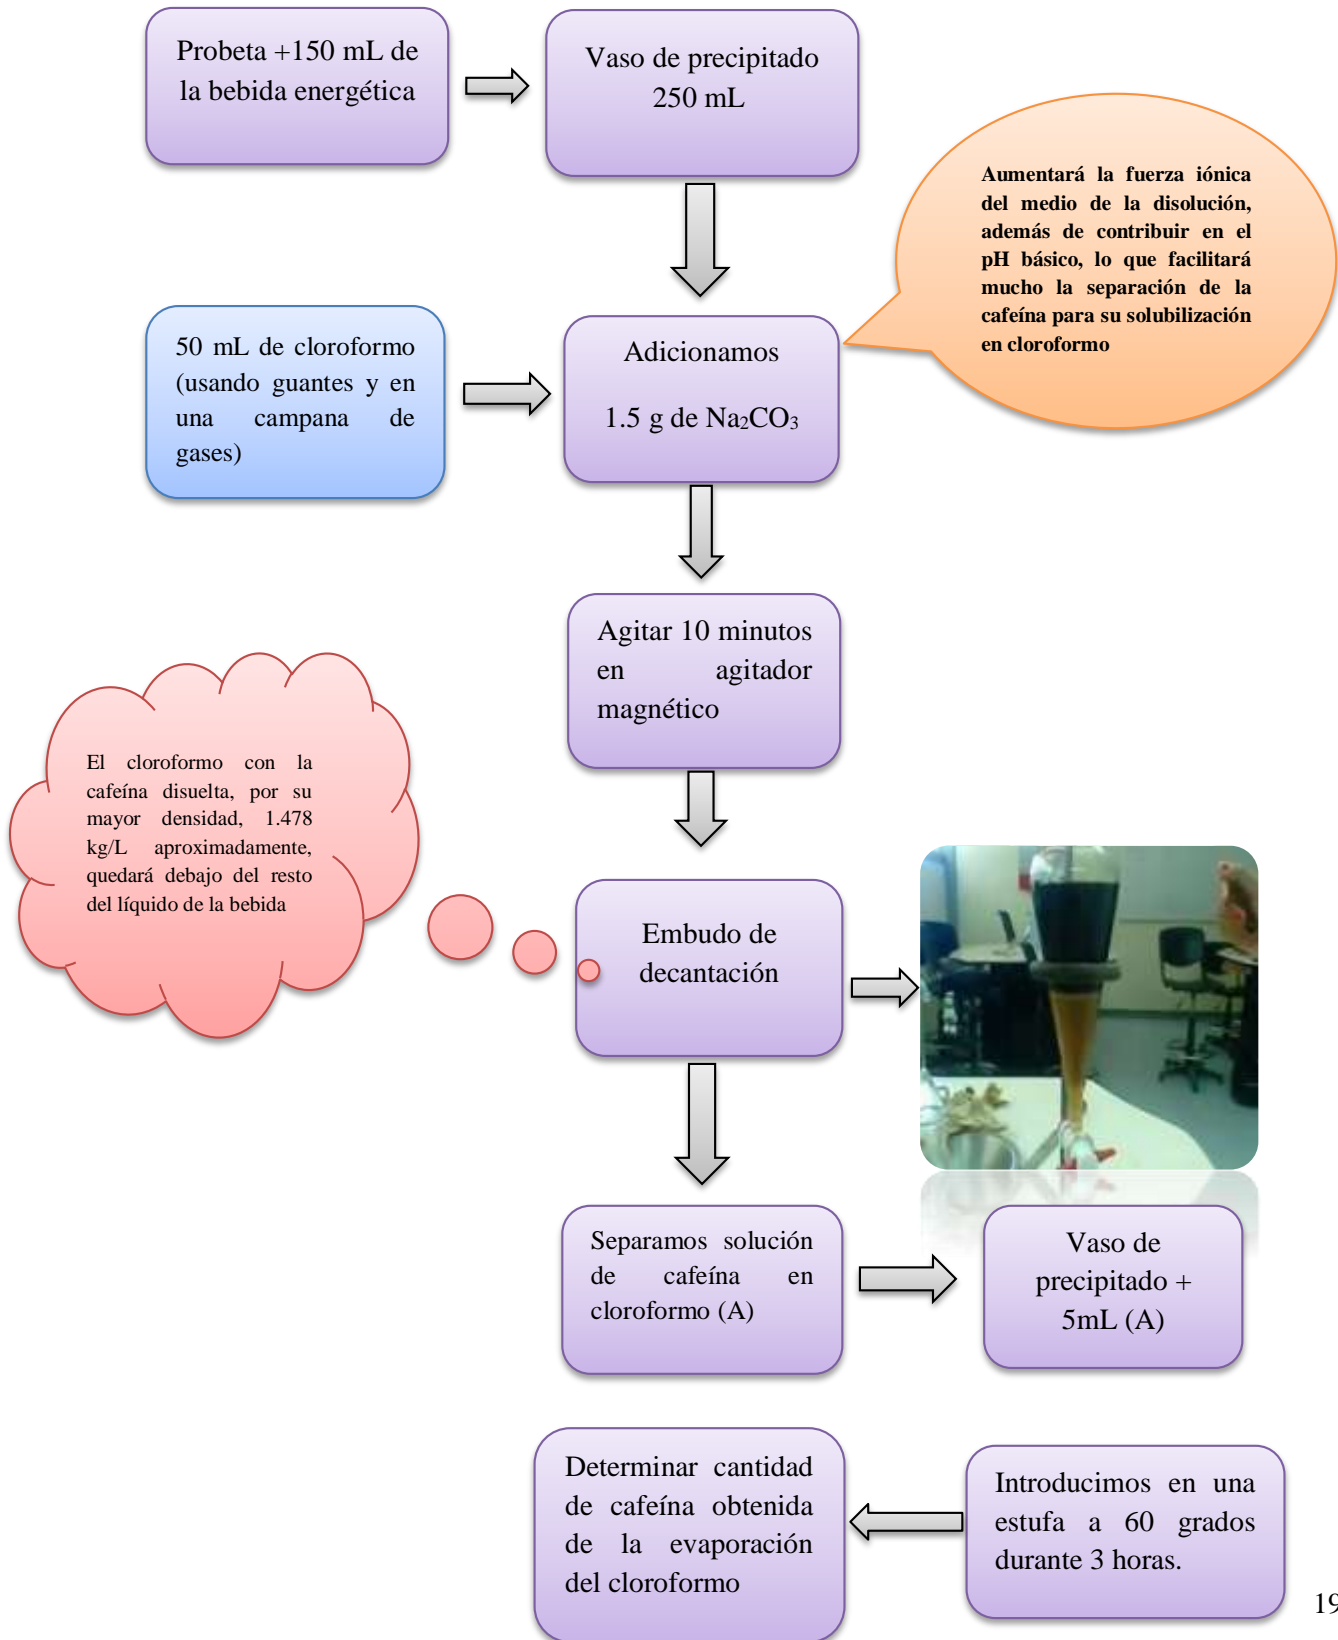 Probeta +150 mL de
la bebida energética
Vaso de precipitado
250 mL
Aumentará la fuerza iónica
del medio de la disolución,
además de contribuir en el
pH básico, lo que facilitará
mucho la separación de la
cafeína para su solubilización
en cloroformo
50 mL de cloroformo
(usando guantes y en
una campana de
gases)
Adicionamos
1.5 g de Na₂CO₃
Agitar 10 minutos
en agitador
magnético
El cloroformo con la
cafeína disuelta, por su
mayor densidad, 1.478
kg/L aproximadamente,
quedará debajo del resto
del líquido de la bebida
Embudo de
decantación
Separamos solución
de cafeína en
cloroformo (A)
Vaso de
precipitado +
5mL (A)
Introducimos en una
estufa a 60 grados
durante 3 horas.
Determinar cantidad
de cafeína obtenida
de la evaporación
del cloroformo
19